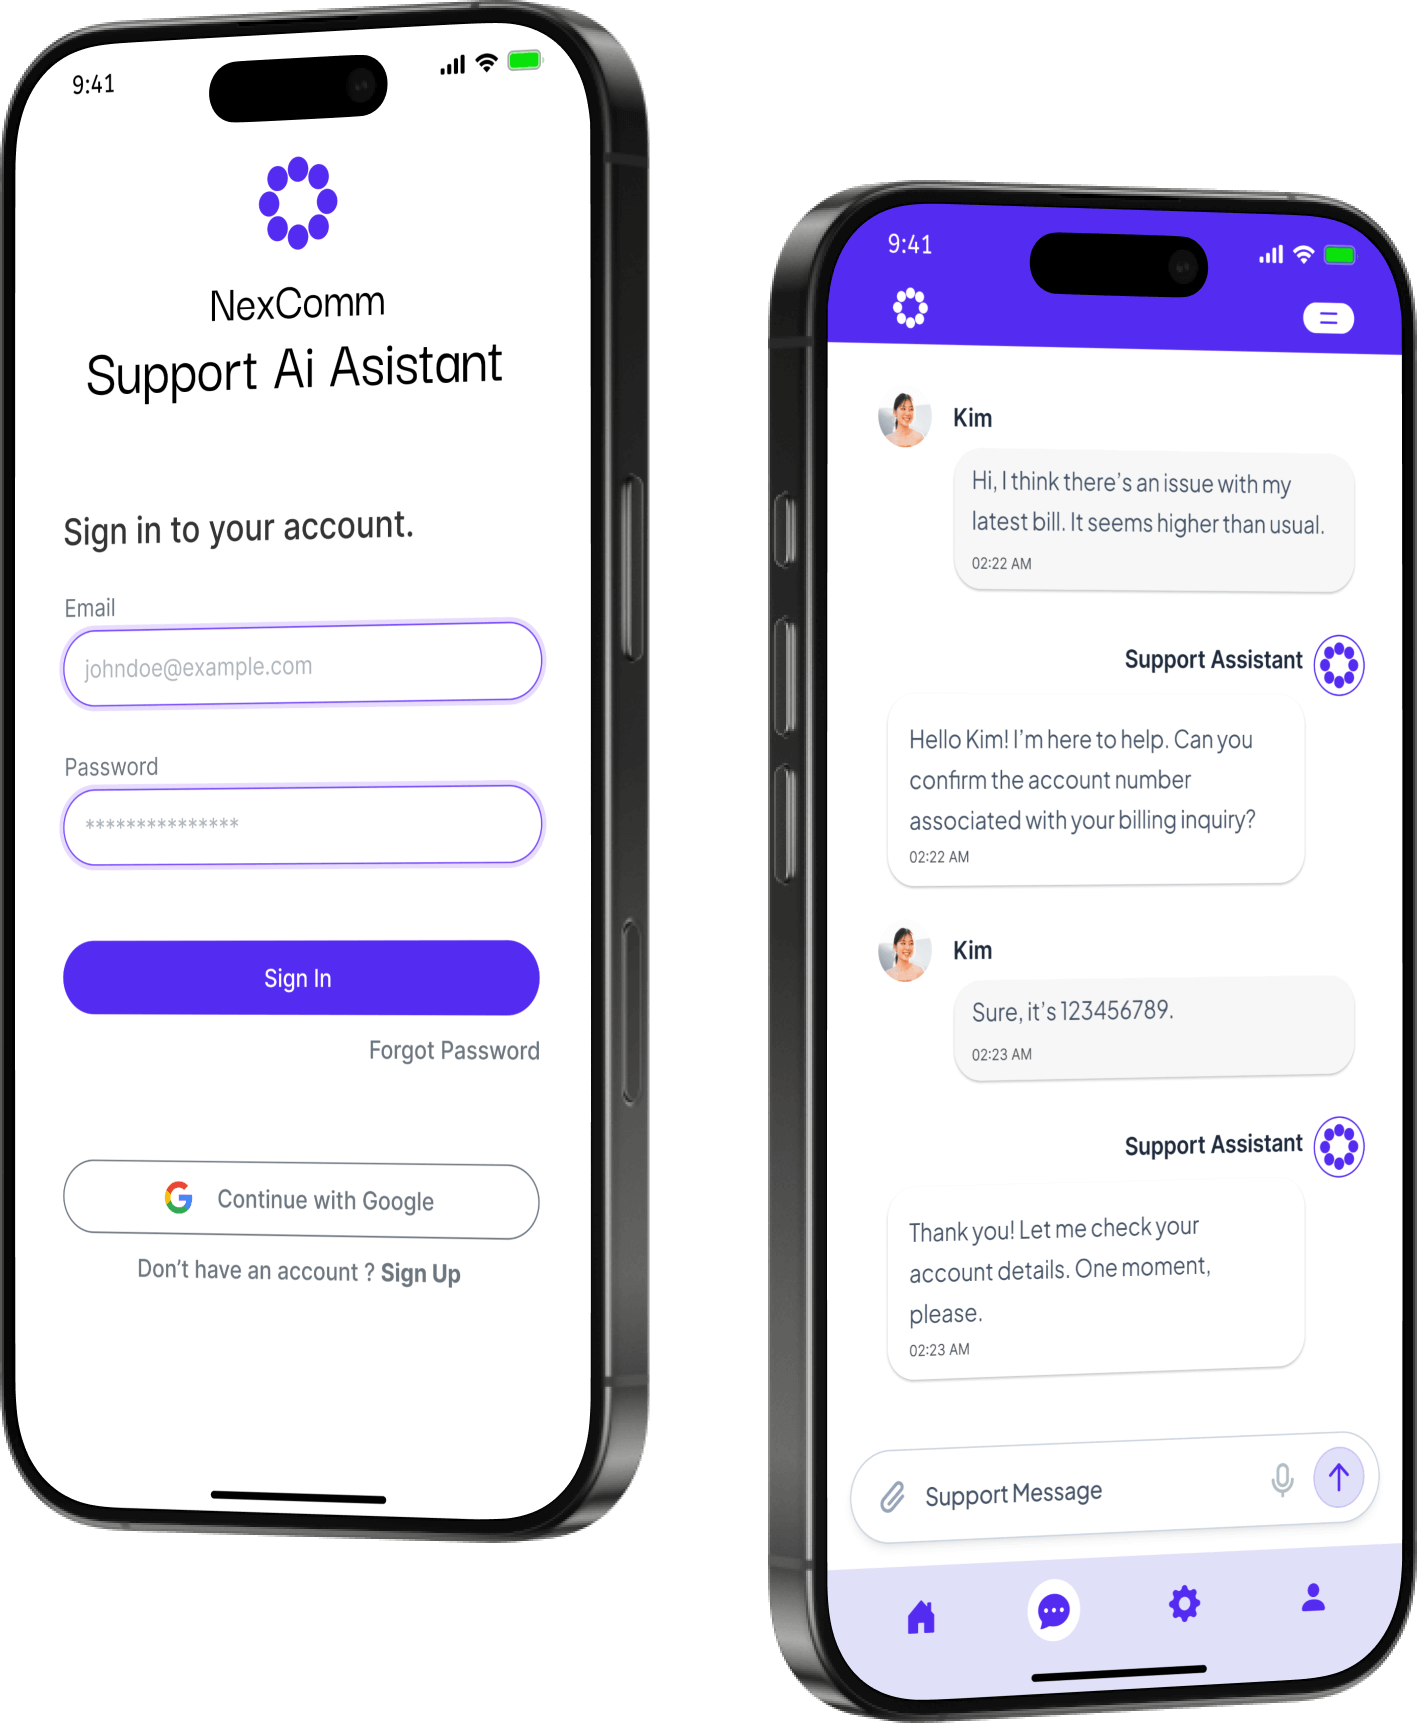 9:41
NexComm
Support Ai Asistant
Sign in to your account.
Email
johndoe@example.com
Password
***************
Sign In
Forgot Password
Continue with Google
Don’t have an account ? Sign Up
9:41
Kim
Hi, I think there’s an issue with my
latest bill. It seems higher than usual.
02:22 AM
Support Assistant
Hello Kim! I’m here to help. Can you
confirm the account number
associated with your billing inquiry?
02:22 AM
Kim
Sure, it’s 123456789.
02:23 AM
Support Assistant
Thank you! Let me check your
account details. One moment,
please.
02:23 AM
Support Message